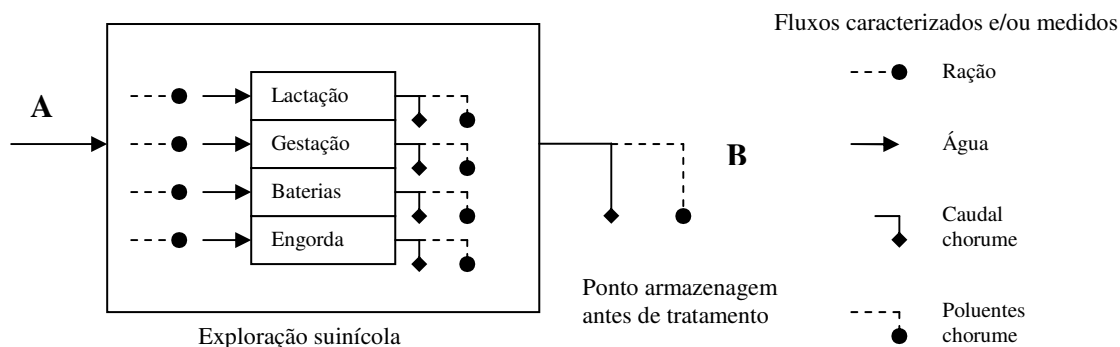 Fluxos caracterizados e/ou medidos
A
Lactação
Gestação
Baterias
Engorda
Exploração suinícola
B
Ponto armazenagem
antes de tratamento
Ração
Água
Caudal
chorume
Poluentes
chorume